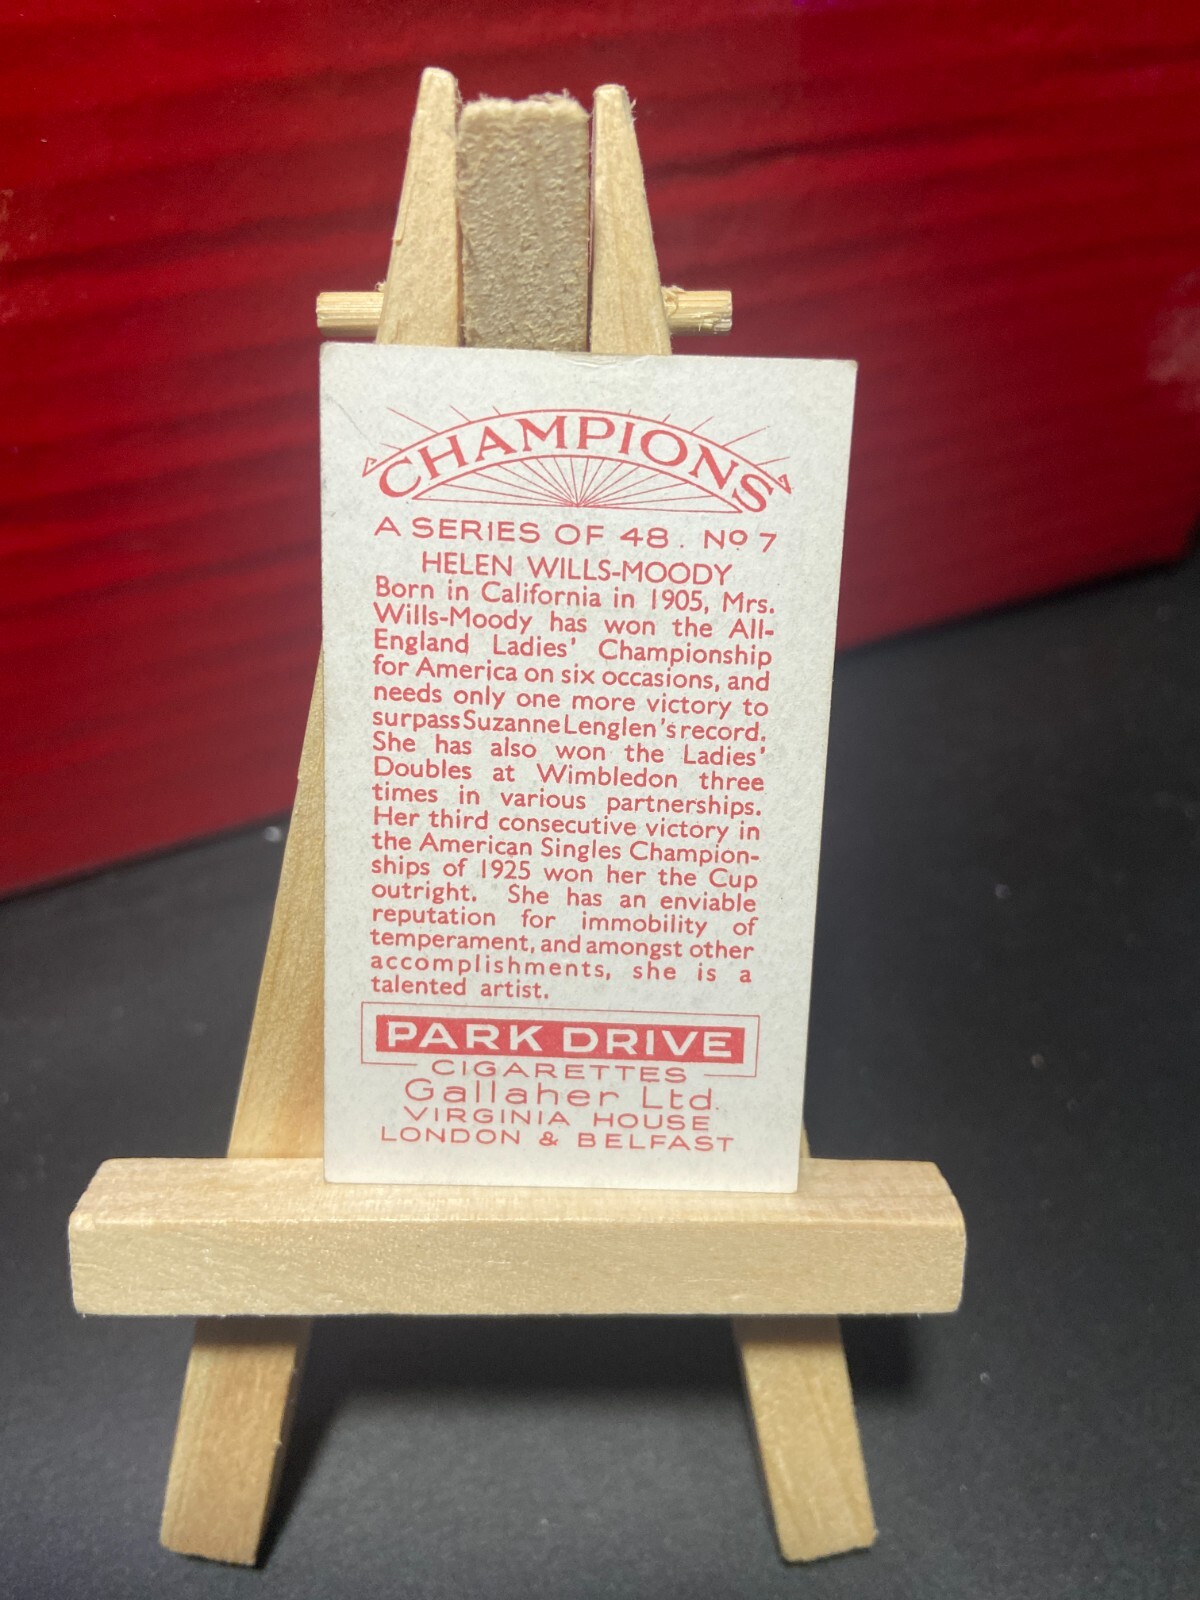 CHAMPIONS
A SERIES OF 48. Nº 7
HELEN WILLS-MOODY
Born in California in 1905, Mrs.
Wills-Moody has won the All-
England Ladies' Championship
for America on six occasions, and
needs only one more victory to
surpass Suzanne Lenglen's record.
She has also won the Ladies'
Doubles at Wimbledon three
times in various partnerships.
Her third consecutive victory in
the American Singles Champion-
ships of 1925 won her the Cup
outright. She has an enviable
reputation for immobility of
temperament, and amongst other
accomplishments, she is a
talented artist.
PARK DRIVE
CIGARETTES
Gallaher Ltd.
VIRGINIA HOUSE
LONDON & BELFAST